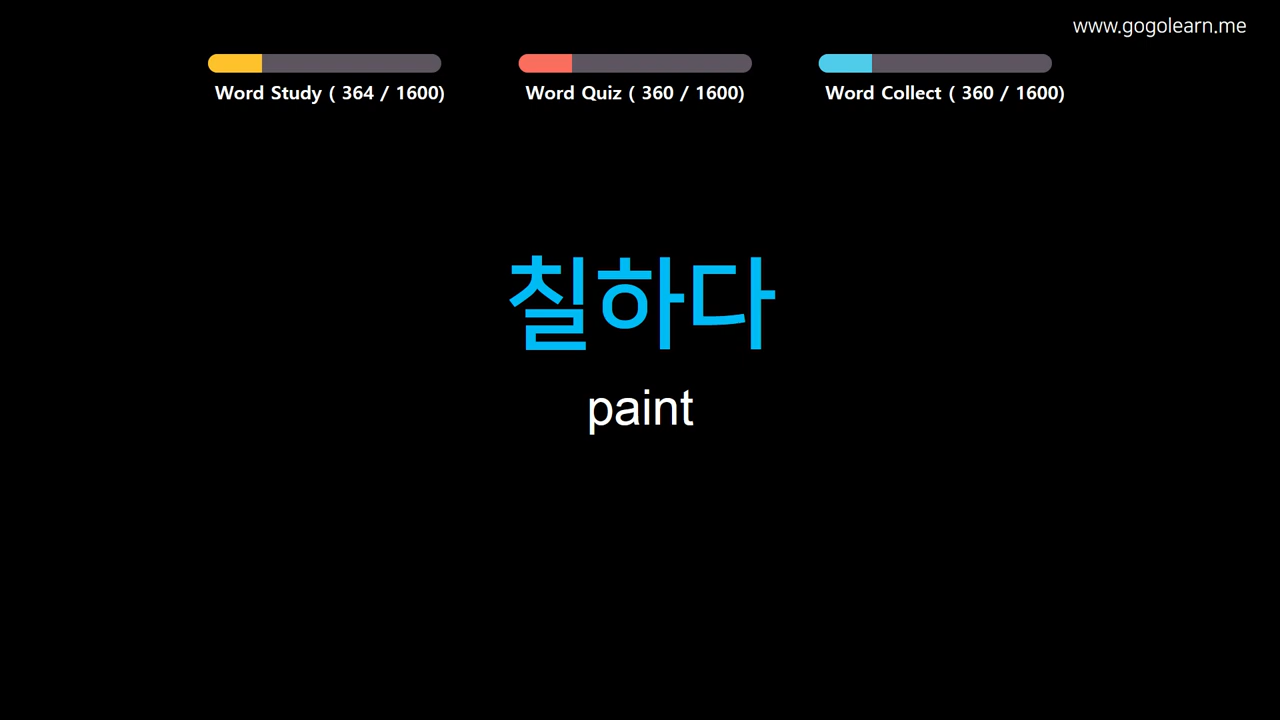 www.gogolearn.me
Word Study ( 364 / 1600)
Word Quiz ( 360 / 1600)
Word Collect ( 360 / 1600)
칠하다
paint